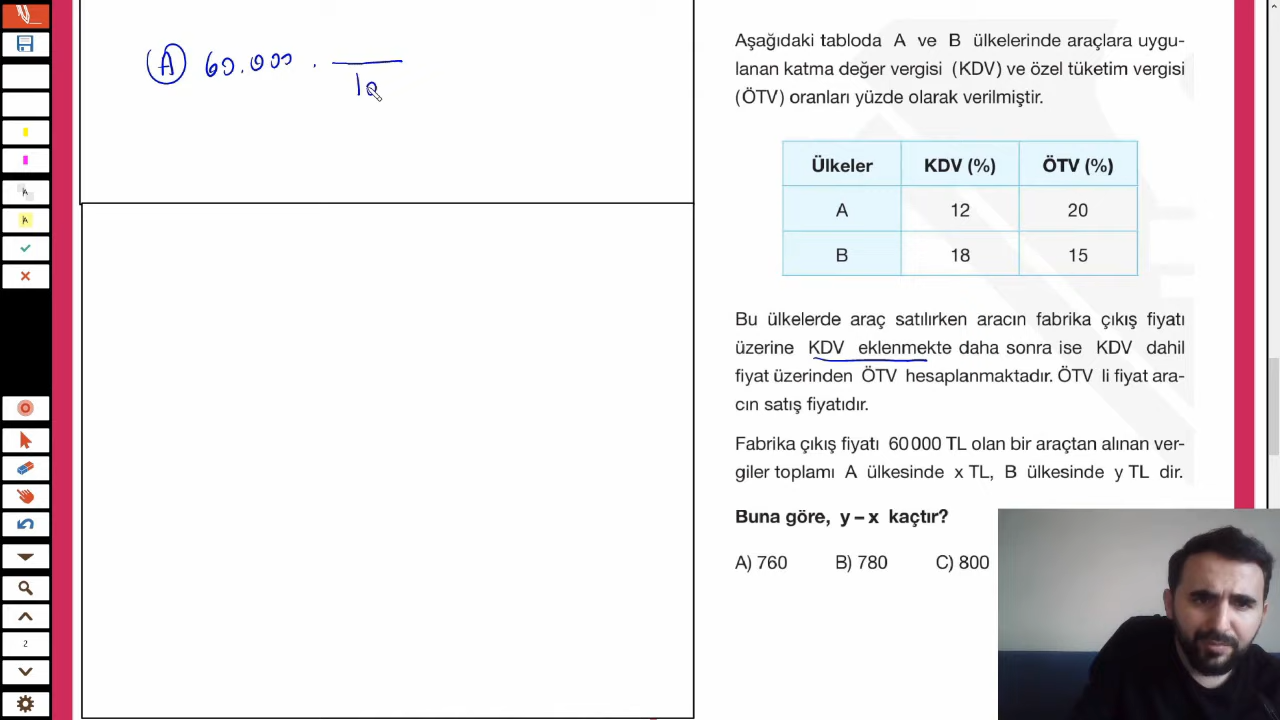 (A) 60.000 . — 10
Aşağıdaki tabloda A ve B ülkelerinde araçlara uygu-
lanan katma değer vergisi (KDV) ve özel tüketim vergisi
(ÖTV) oranları yüzde olarak verilmiştir.
Ülkeler KDV (%) ÖTV (%)
A 12 20
B 18 15
Bu ülkelerde araç satılırken aracın fabrika çıkış fiyatı
üzerine KDV eklenmekte daha sonra ise KDV dahil
fiyat üzerinden ÖTV hesaplanmaktadır. ÖTV li fiyat ara-
cın satış fiyatıdır.
Fabrika çıkış fiyatı 60 000 TL olan bir araçtan alınan ver-
giler toplamı A ülkesinde x TL, B ülkesinde y TL dir.
Buna göre, y – x kaçtır?
A) 760 B) 780 C) 800
A
A
2